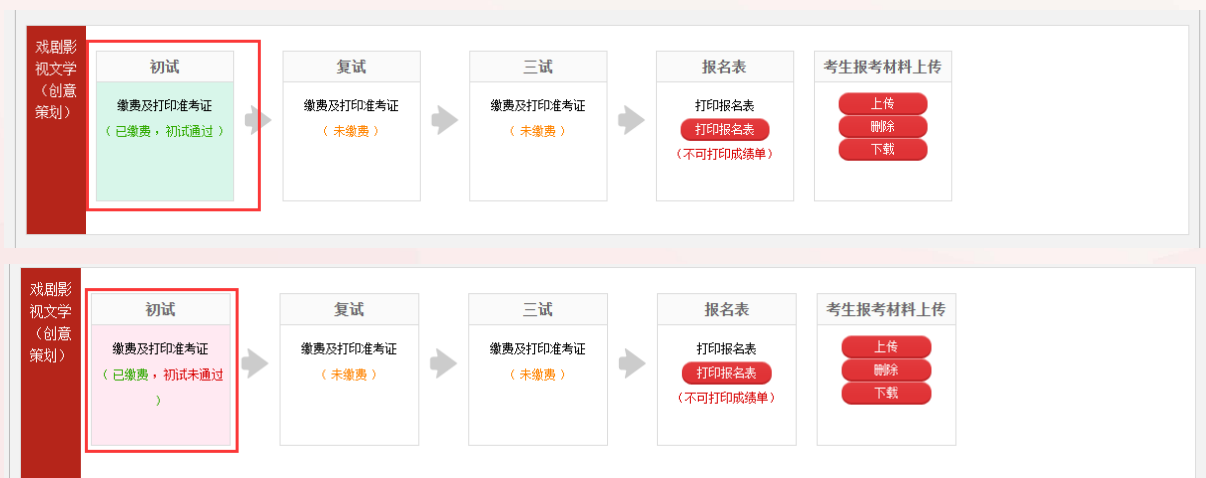 戏剧影
视文学
（创意
策划）
初试
缴费及打印准考证
（ 已缴费 ，初试通过 ）
复试
缴费及打印准考证
（ 未缴费 ）
三试
缴费及打印准考证
（ 未缴费 ）
报名表
打印报名表
打印报名表
（不可打印成绩单）
考生报考材料上传
上传
删除
下载
戏剧影
视文学
（创意
策划）
初试
缴费及打印准考证
（ 已缴费 ，初试未通过
）
复试
缴费及打印准考证
（ 未缴费 ）
三试
缴费及打印准考证
（ 未缴费 ）
报名表
打印报名表
打印报名表
（不可打印成绩单）
考生报考材料上传
上传
删除
下载